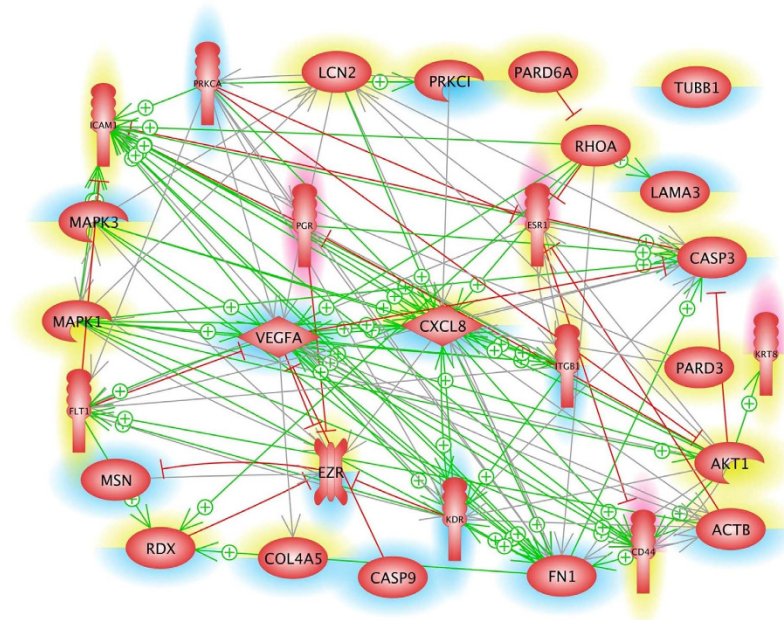 LCN2
PRKCI
PARD6A
PRKCA
TUBB1
ICAM1
RHOA
LAMA3
MAPK3
PGR
ESR1
CASP3
MAPK1
VEGFA
CXCL8
KRT8
ITGB1
PARD3
FLT1
MSN
EZR
AKT1
KDR
ACTB
RDX
COL4A5
CASP9
FN1
CD44